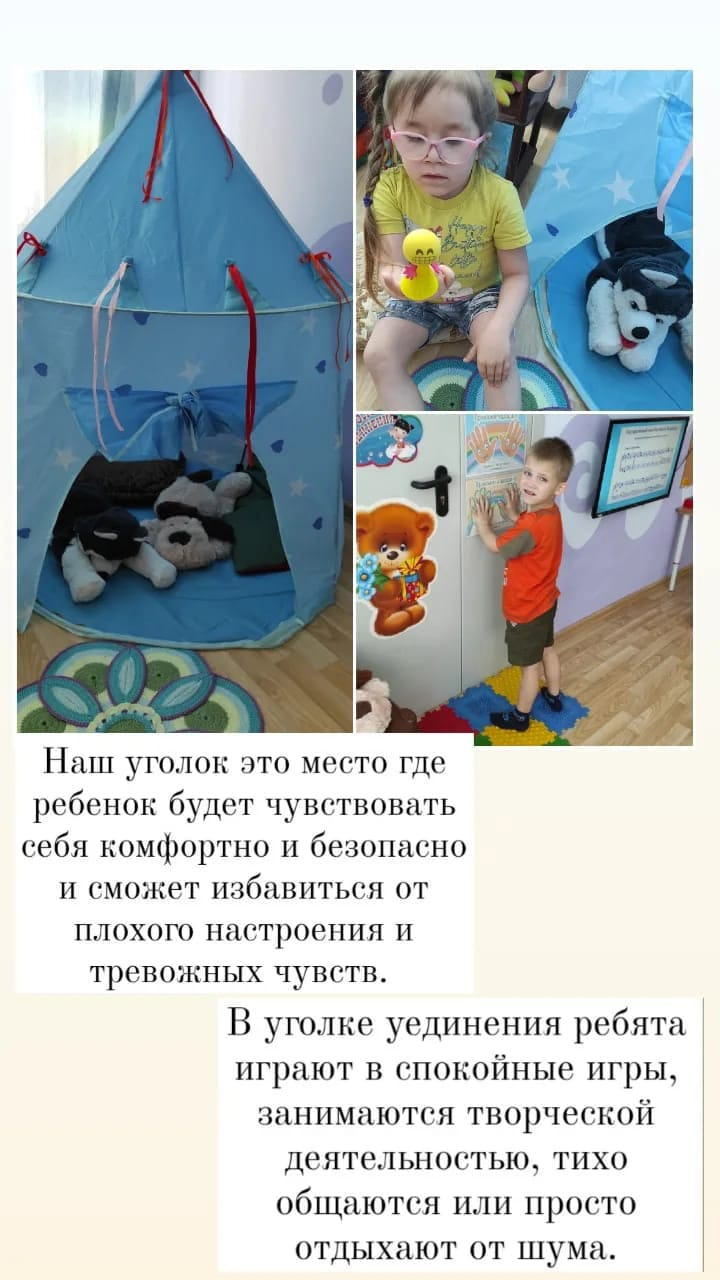 Наш уголок это место где
ребенок будет чувствовать
себя комфортно и безопасно
и сможет избавиться от
плохого настроения и
тревожных чувств.
В уголке уединения ребята
играют в спокойные игры,
занимаются творческой
деятельностью, тихо
общаются или просто
отдыхают от шума.